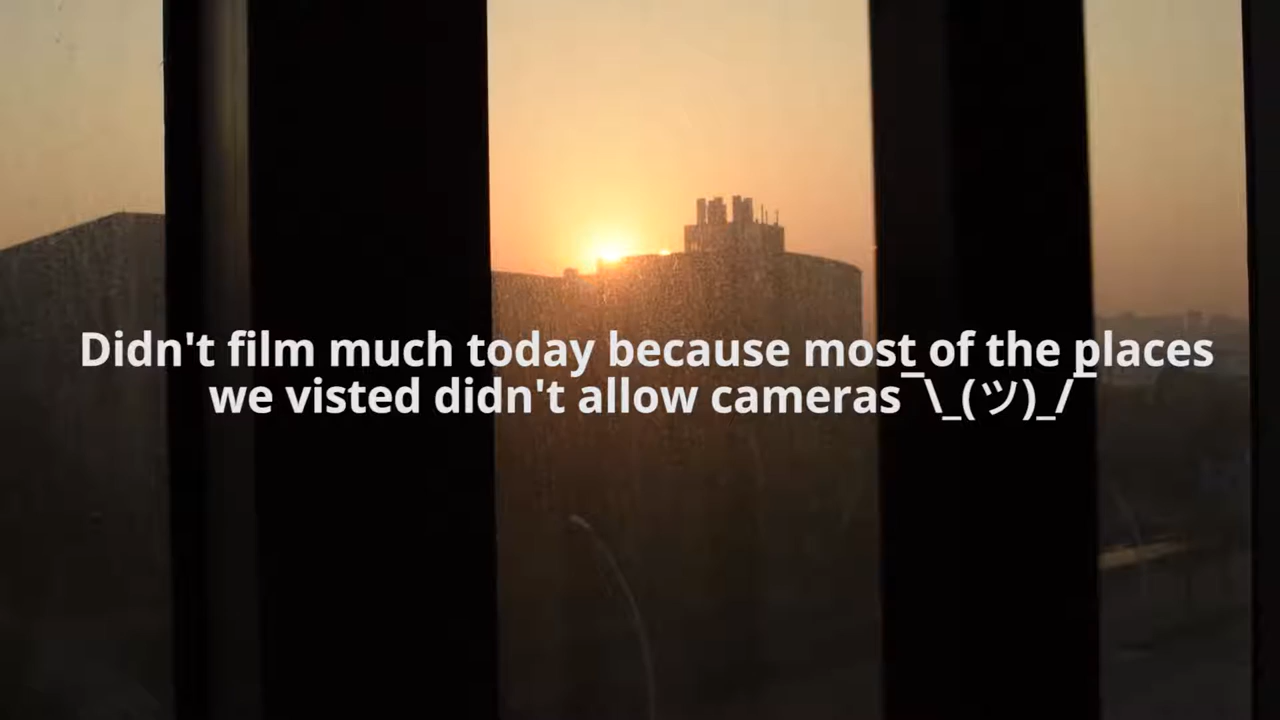 Didn't film much today because most of the places
we visted didn't allow cameras ¯\_(ツ)_/¯